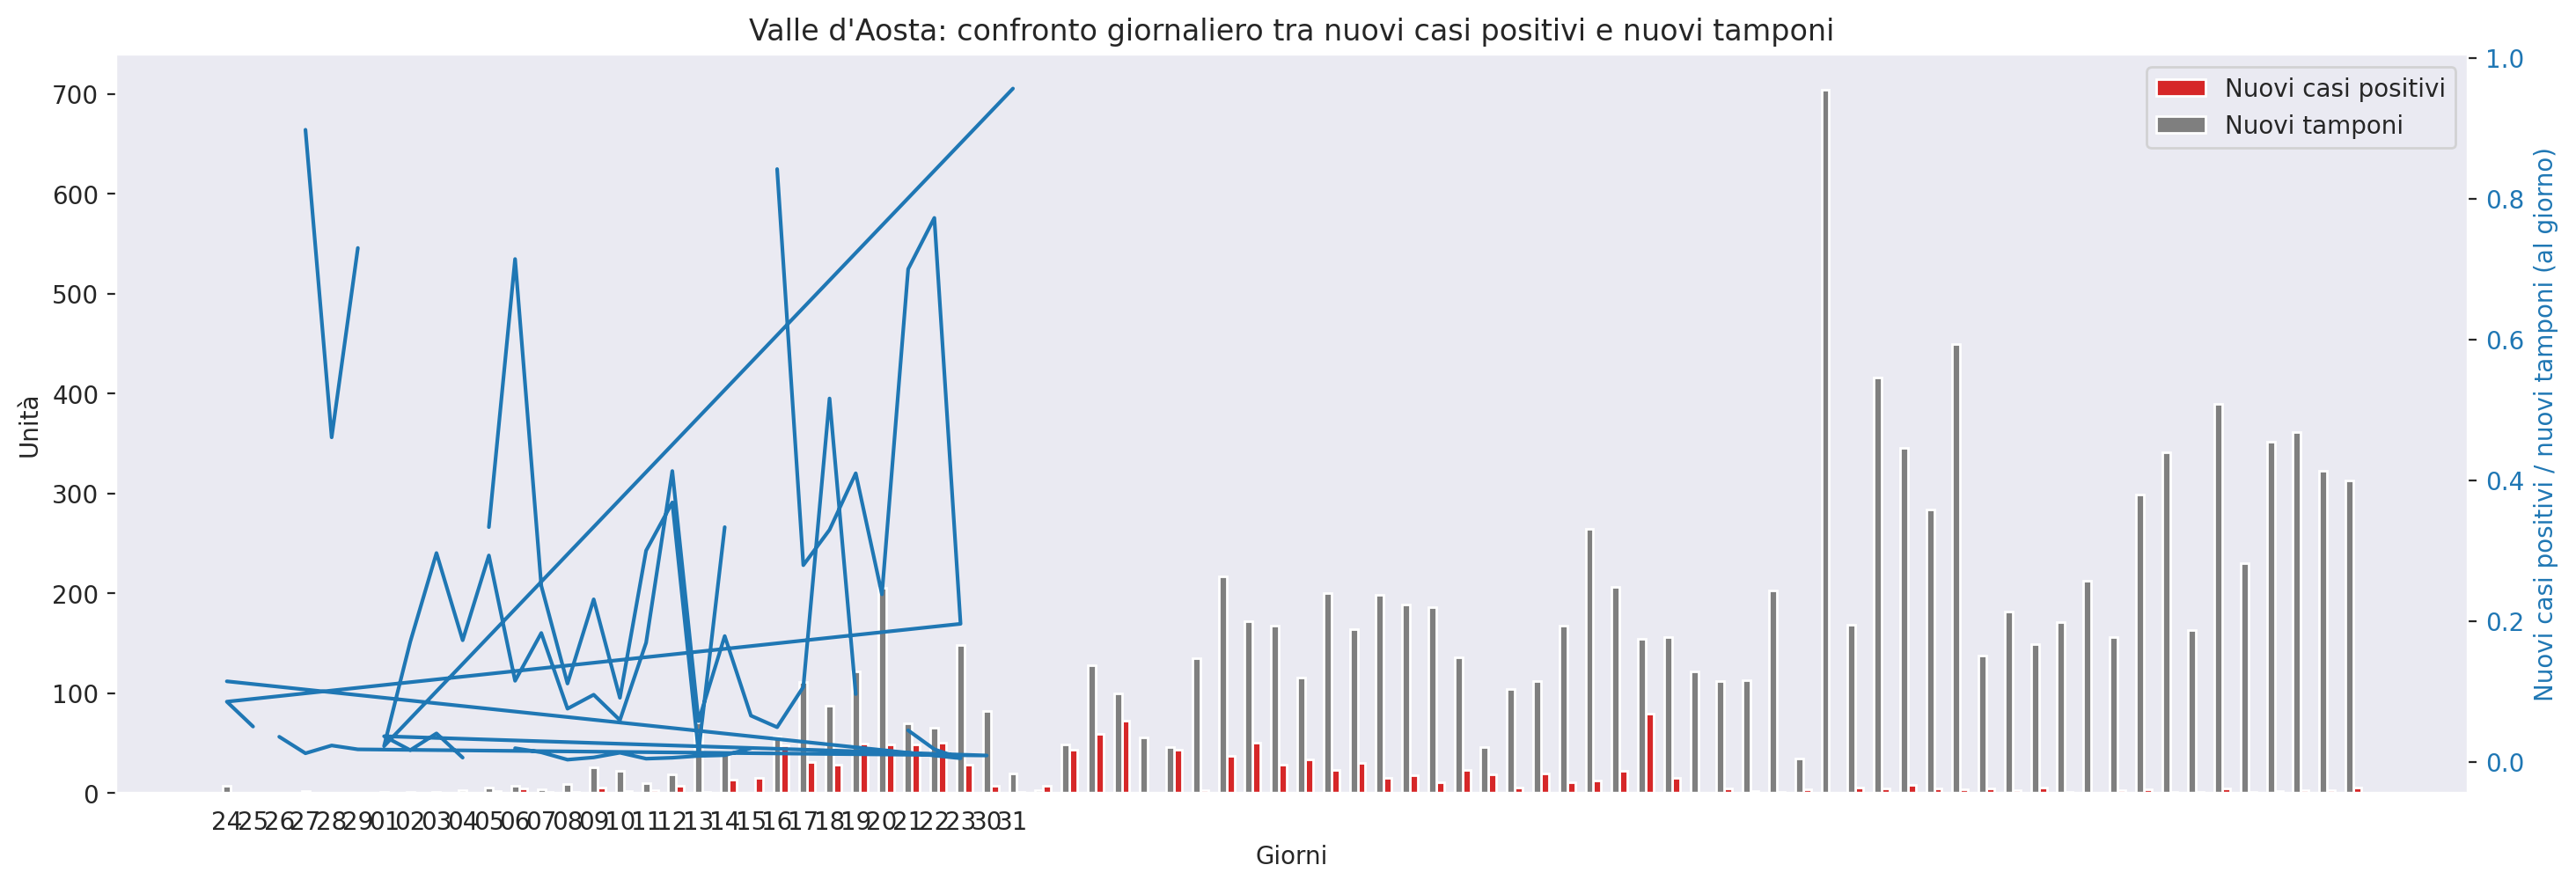 Valle d'Aosta: confronto giornaliero tra nuovi casi positivi e nuovi tamponi
Nuovi casi positivi
Nuovi tamponi
700
600
500
400
300
200
100
0
Unità
1.0
0.8
0.6
0.4
0.2
0.0
Nuovi casi positivi / nuovi tamponi (al giorno)
24 25 26 27 28 29 01 02 03 04 05 06 07 08 09 10 11 12 13 14 15 16 17 18 19 20 21 22 23 30 31
Giorni